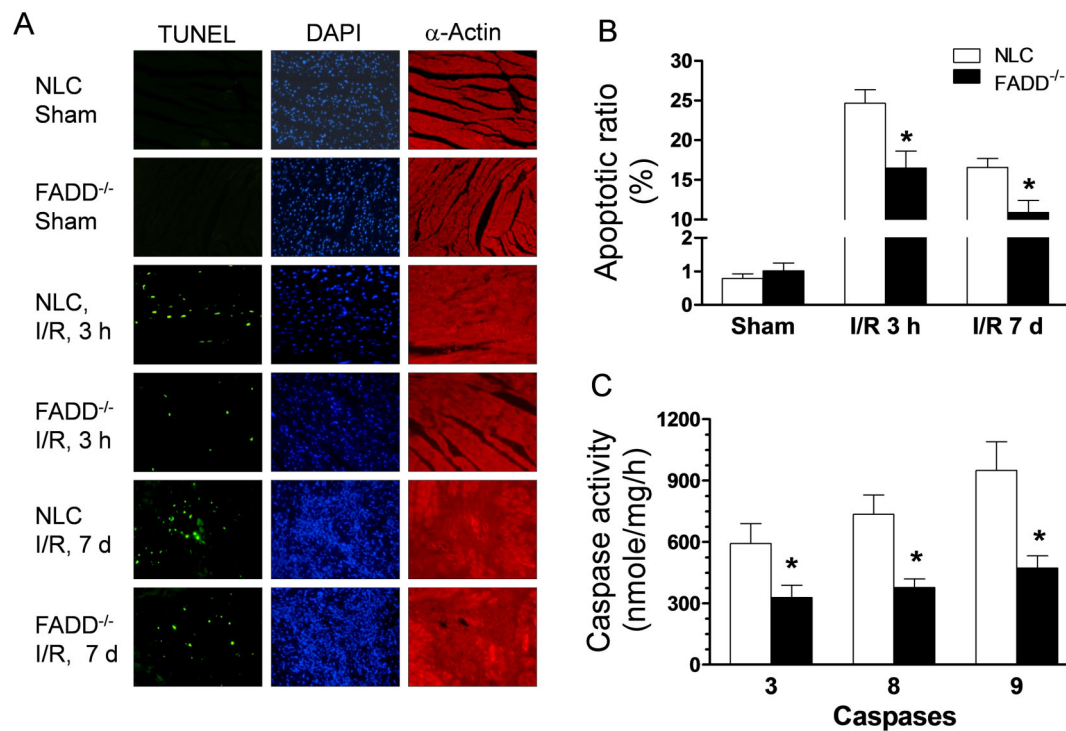 A
TUNEL DAPI α-Actin
NLC
Sham
FADD-/-
Sham
NLC,
I/R, 3 h
FADD-/-
I/R, 3 h
NLC
I/R, 7 d
FADD-/-
I/R, 7 d
B
NLC
FADD-/-
Apoptotic ratio
(%)
30
25
20
15
10
2
1
0
*
*
Sham I/R 3 h I/R 7 d
C
Caspase activity
(nmole/mg/h)
1200
900
600
300
0
*
*
*
3 8 9
Caspases